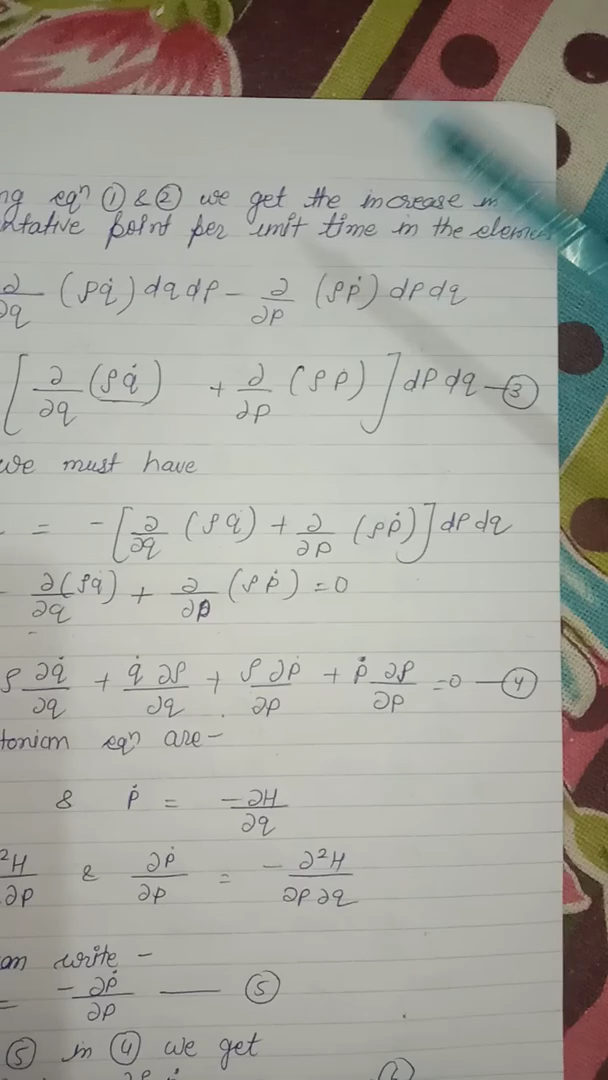 ng eqⁿ ① & ② we get the increase in
ntative point per unit time in the elemen
∂/∂q (ρq̇) dq dp - ∂/∂p (ρṗ) dp dq
[∂/∂q (ρq̇) + ∂/∂p (ρṗ)] dp dq — ③
we must have
= -[∂/∂q (ρq̇) + ∂/∂p (ρṗ)] dp dq
∂(ρq̇)/∂q + ∂/∂p (ρṗ) = 0
ρ ∂q̇/∂q + q̇ ∂ρ/∂q + ρ ∂ṗ/∂p + ṗ ∂ρ/∂p = 0 — ④
tonian eqⁿ are -
& ṗ = -∂H/∂q
²H/∂p & ∂ṗ/∂p = - ∂²H/∂p∂q
an write -
= -∂ṗ/∂p — ⑤
⑤ in ④ we get